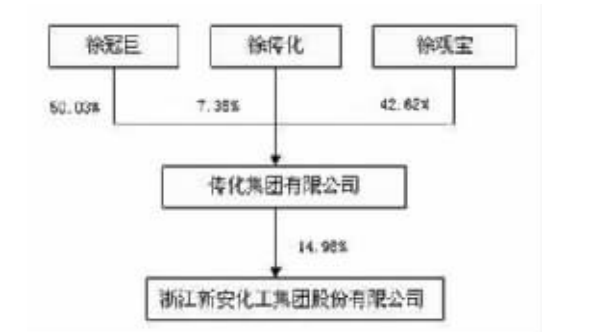 徐冠巨 徐传化 徐观宝
50.03% 7.35% 42.62%
传化集团有限公司
14.98%
浙江新安化工集团股份有限公司